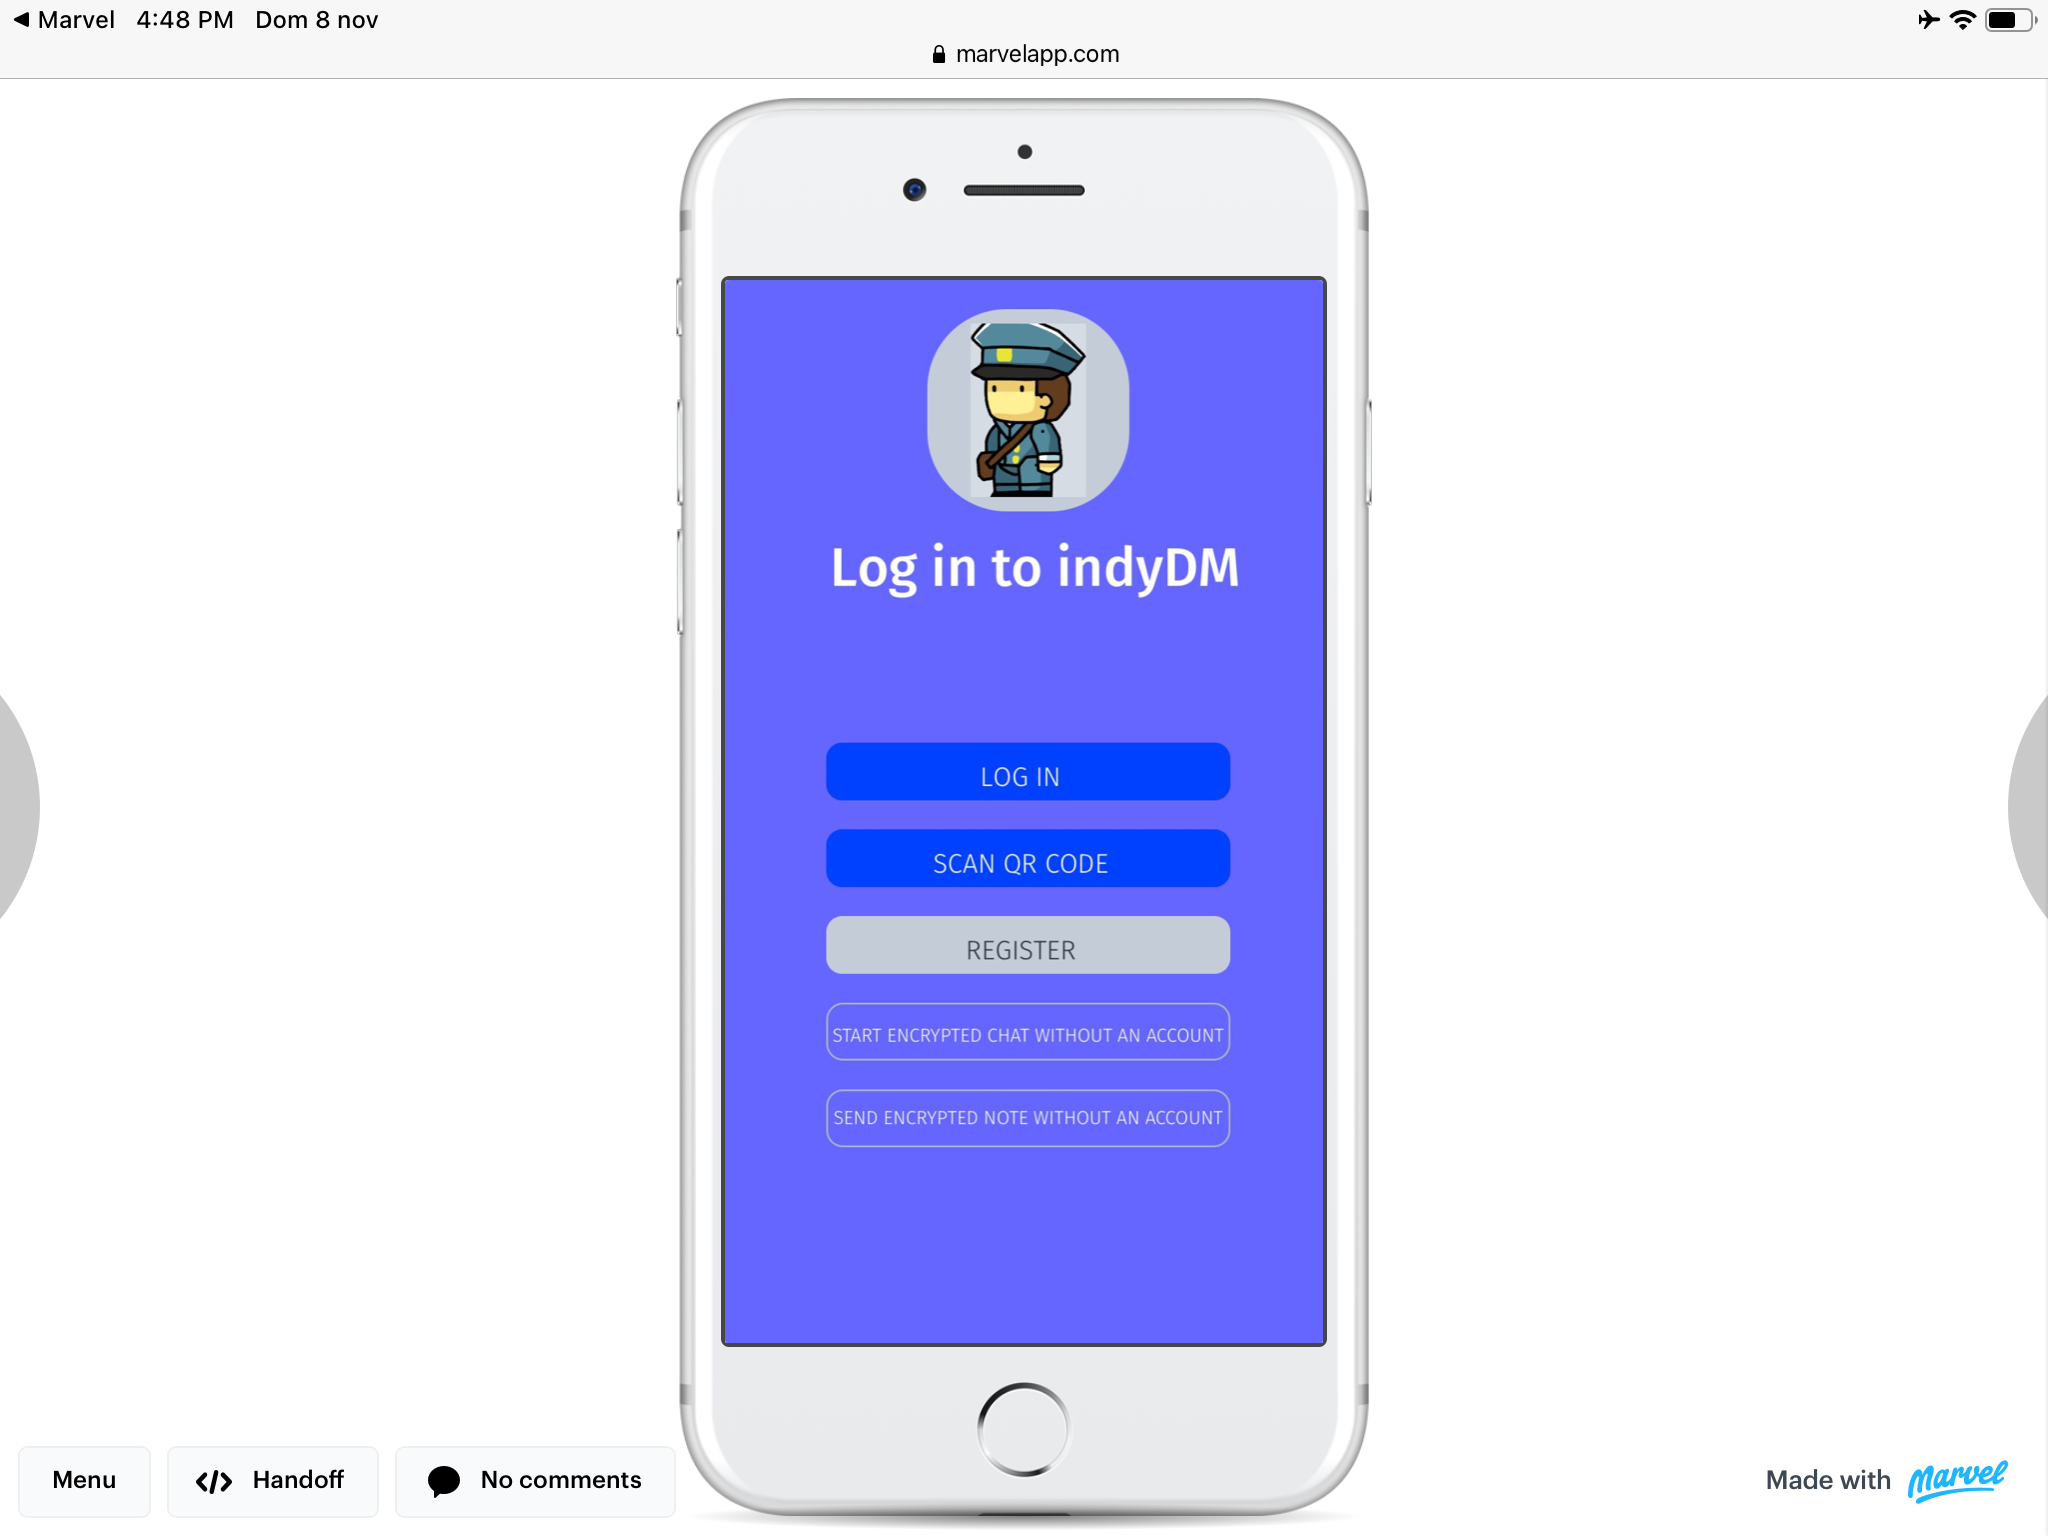 Marvel 4:48 PM Dom 8 nov
marvelapp.com
Log in to indyDM
LOG IN
SCAN QR CODE
REGISTER
START ENCRYPTED CHAT WITHOUT AN ACCOUNT
SEND ENCRYPTED NOTE WITHOUT AN ACCOUNT
Menu </> Handoff No comments Made with Marvel